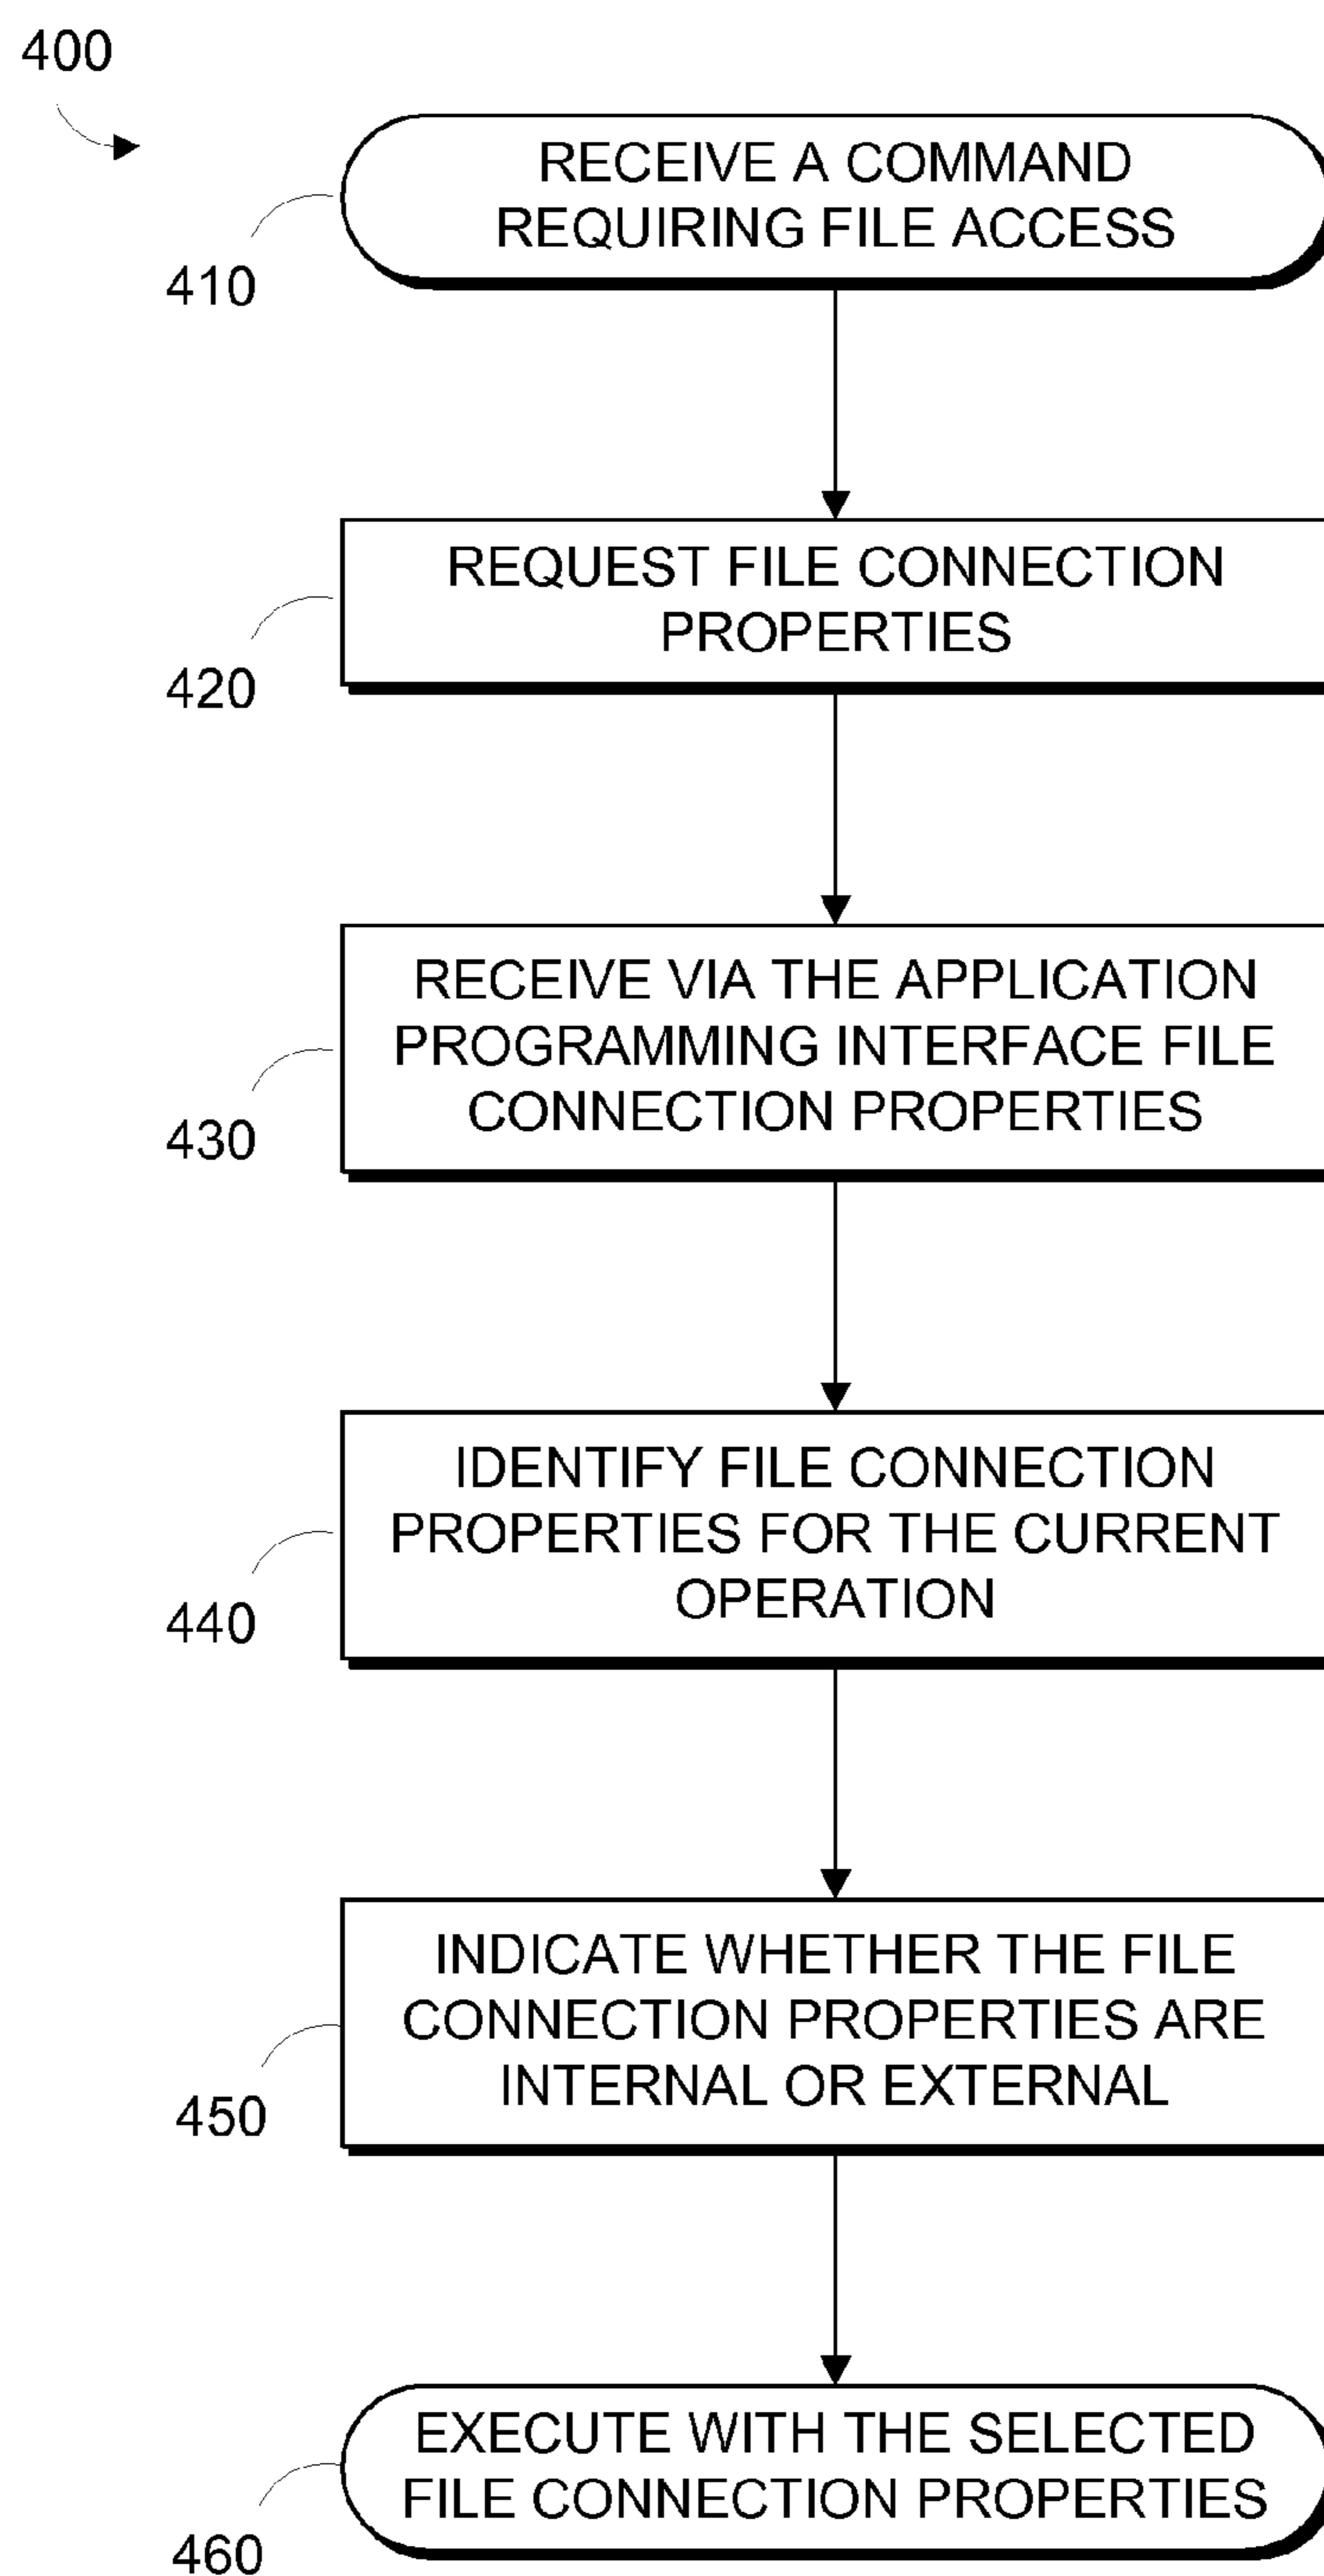 400
RECEIVE A COMMAND
REQUIRING FILE ACCESS
410
REQUEST FILE CONNECTION
PROPERTIES
420
RECEIVE VIA THE APPLICATION
PROGRAMMING INTERFACE FILE
CONNECTION PROPERTIES
430
IDENTIFY FILE CONNECTION
PROPERTIES FOR THE CURRENT
OPERATION
440
INDICATE WHETHER THE FILE
CONNECTION PROPERTIES ARE
INTERNAL OR EXTERNAL
450
EXECUTE WITH THE SELECTED
FILE CONNECTION PROPERTIES
460